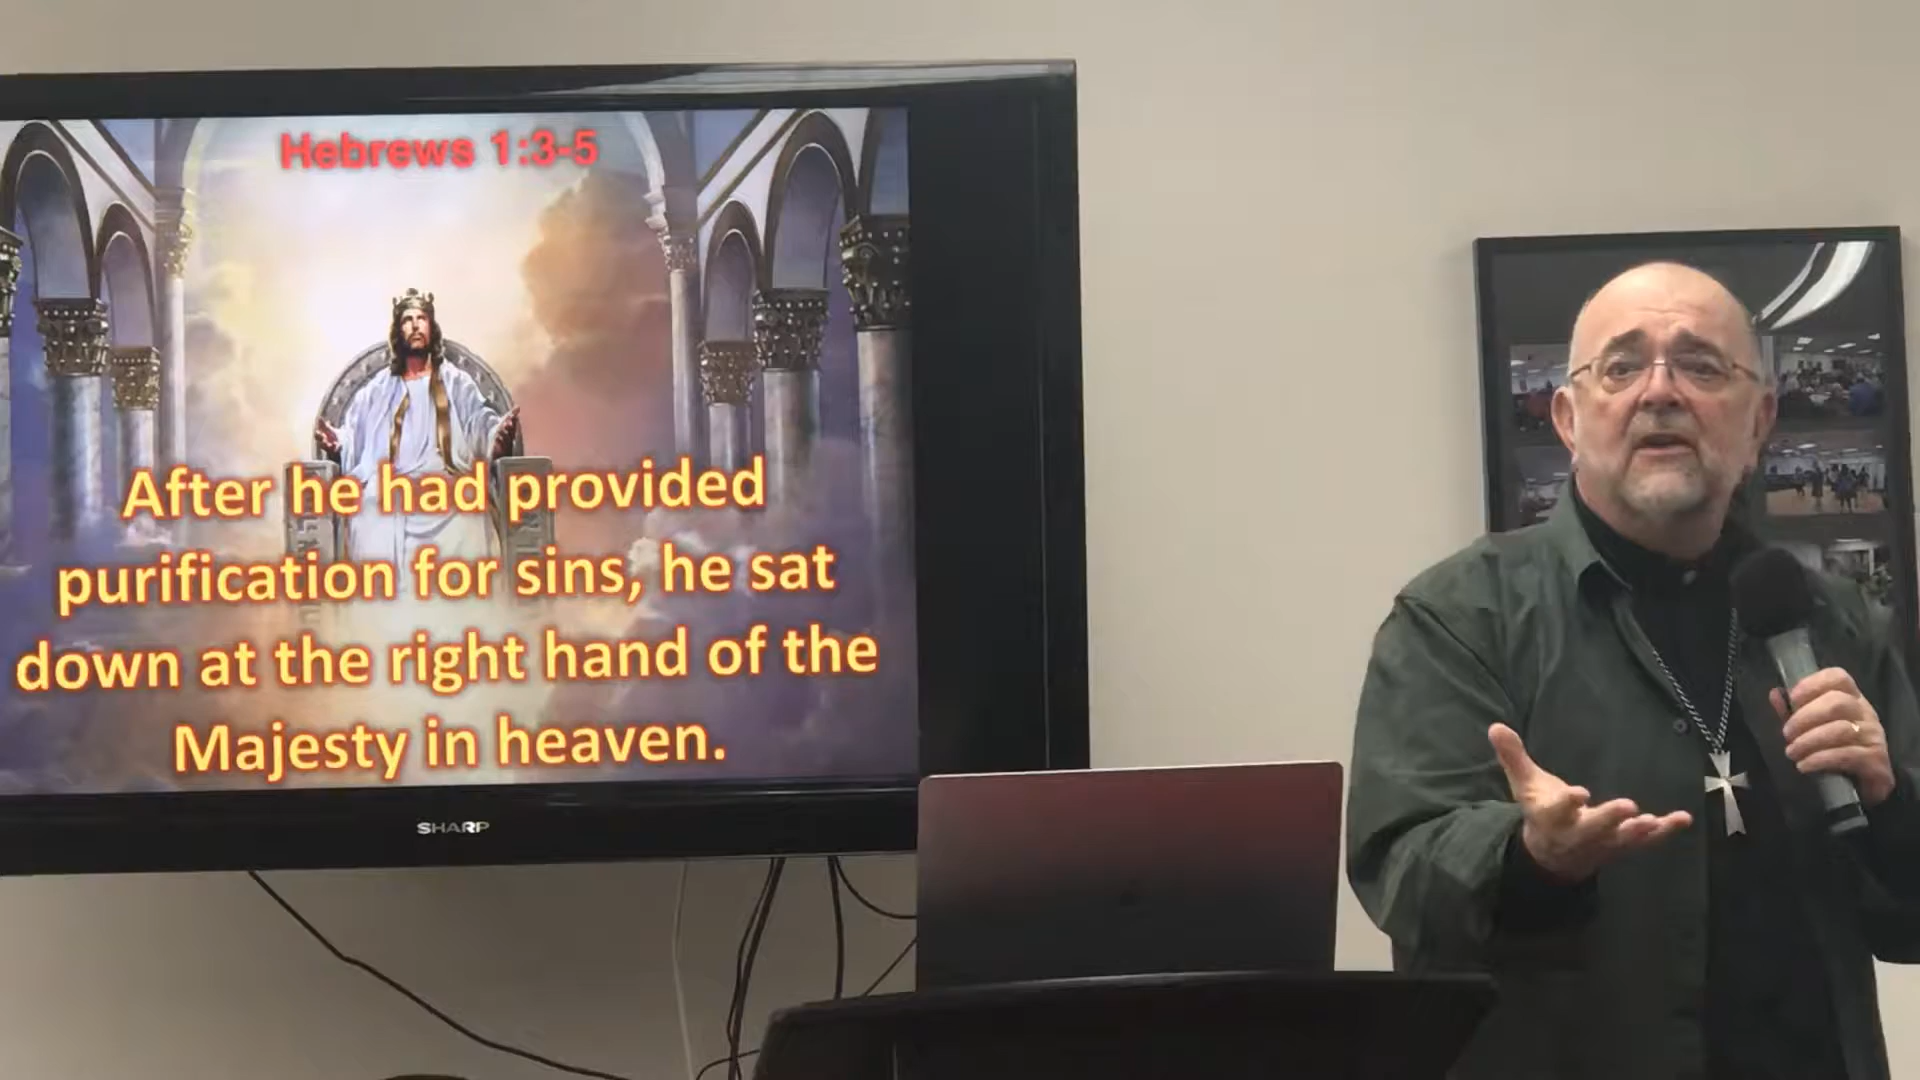 Hebrews 1:3-5
After he had provided
purification for sins, he sat
down at the right hand of the
Majesty in heaven.
SHARP